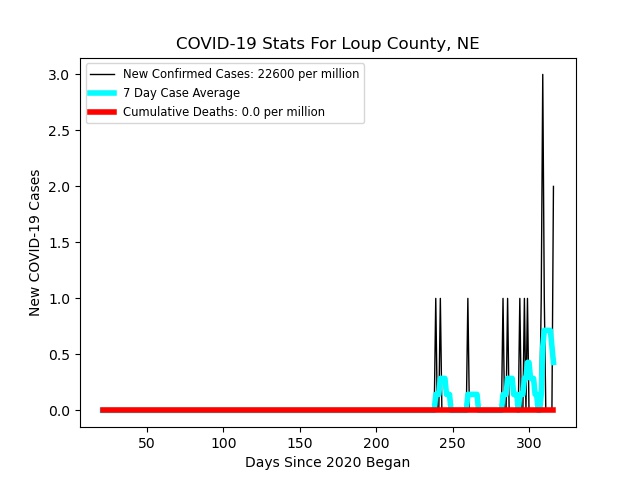 COVID-19 Stats For Loup County, NE
New Confirmed Cases: 22600 per million
7 Day Case Average
Cumulative Deaths: 0.0 per million
New COVID-19 Cases
3.0
2.5
2.0
1.5
1.0
0.5
0.0
50 100 150 200 250 300
Days Since 2020 Began